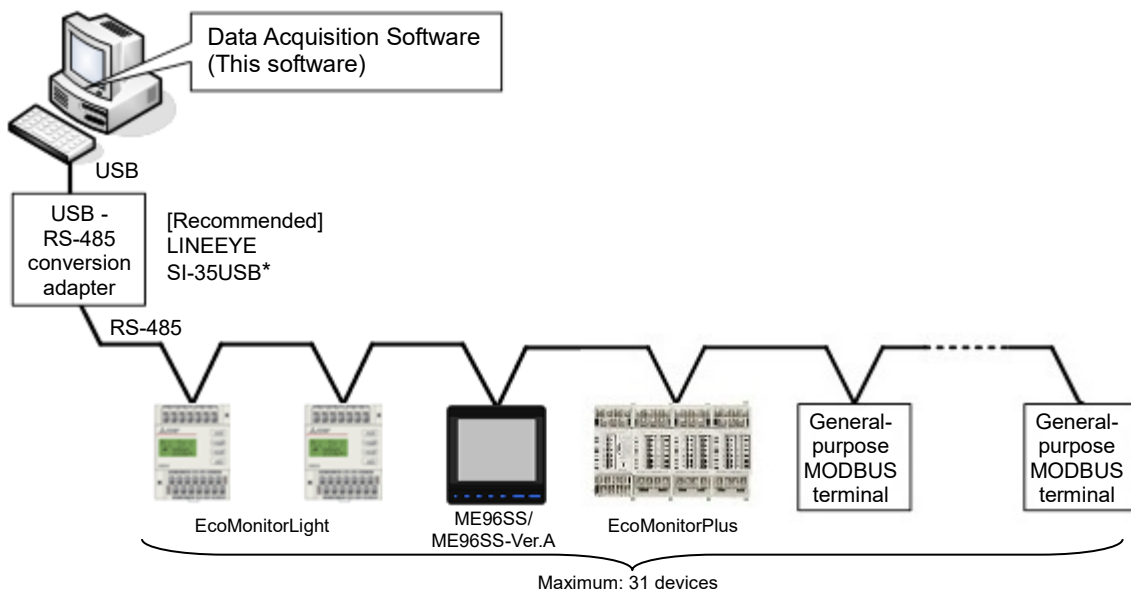 Data Acquisition Software
(This software)
USB
USB -
RS-485
conversion
adapter
[Recommended]
LINEEYE
SI-35USB*
RS-485
EcoMonitorLight
ME96SS/
ME96SS-Ver.A
EcoMonitorPlus
General-
purpose
MODBUS
terminal
General-
purpose
MODBUS
terminal
Maximum: 31 devices